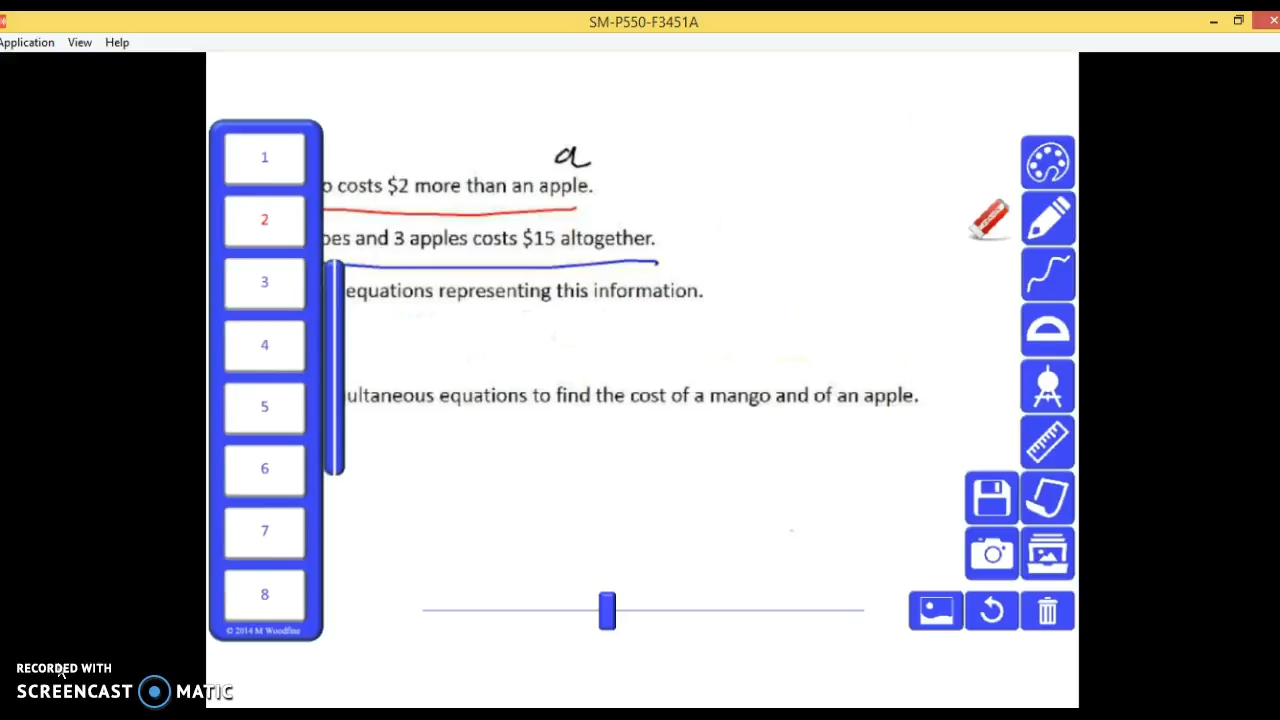 SM-P550-F3451A
Application View Help
a
o costs $2 more than an apple.
oes and 3 apples costs $15 altogether.
equations representing this information.
ultaneous equations to find the cost of a mango and of an apple.
1
2
3
4
5
6
7
8
© 2014 M Woodfine
RECORDED WITH
SCREENCAST MATIC